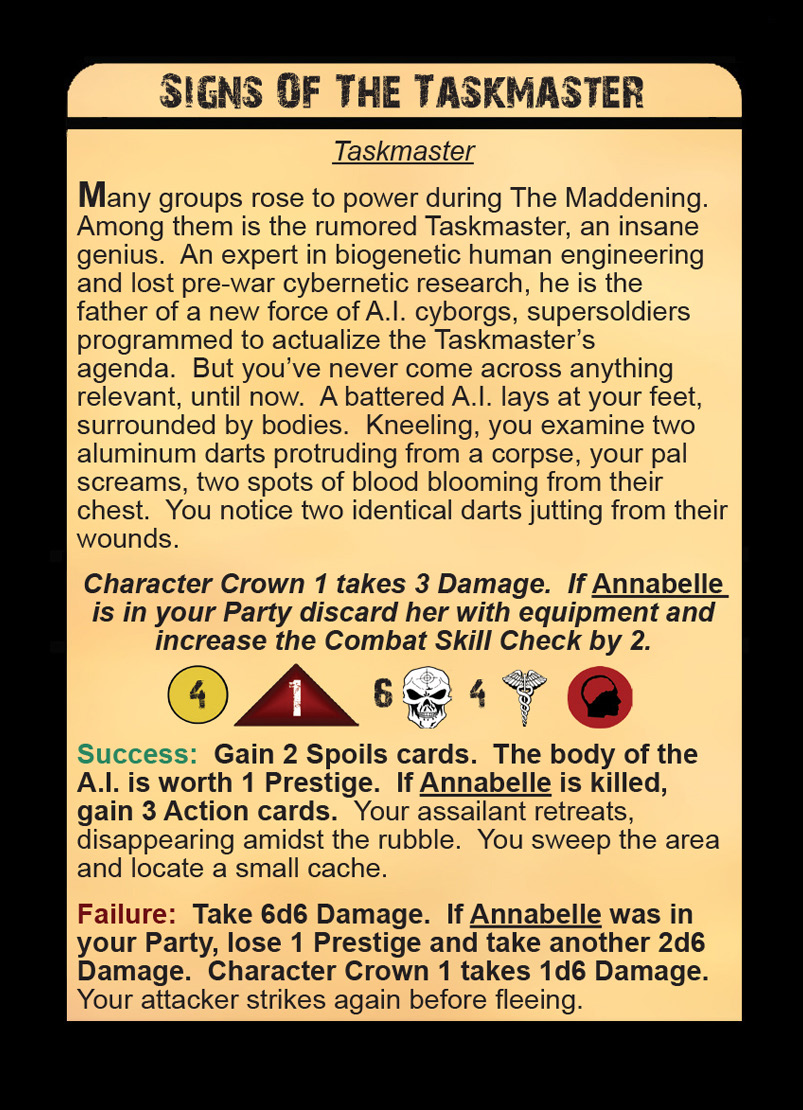 Signs Of The Taskmaster
Taskmaster
Many groups rose to power during The Maddening.
Among them is the rumored Taskmaster, an insane
genius.  An expert in biogenetic human engineering
and lost pre-war cybernetic research, he is the
father of a new force of A.I. cyborgs, supersoldiers
programmed to actualize the Taskmaster’s
agenda.  But you’ve never come across anything
relevant, until now.  A battered A.I. lays at your feet,
surrounded by bodies.  Kneeling, you examine two
aluminum darts protruding from a corpse, your pal
screams, two spots of blood blooming from their
chest.  You notice two identical darts jutting from their
wounds.
Character Crown 1 takes 3 Damage.  If Annabelle
is in your Party discard her with equipment and
increase the Combat Skill Check by 2.
4 1 6 4
Success:  Gain 2 Spoils cards.  The body of the
A.I. is worth 1 Prestige.  If Annabelle is killed,
gain 3 Action cards.  Your assailant retreats,
disappearing amidst the rubble.  You sweep the area
and locate a small cache.
Failure:  Take 6d6 Damage.  If Annabelle was in
your Party, lose 1 Prestige and take another 2d6
Damage.  Character Crown 1 takes 1d6 Damage.
Your attacker strikes again before fleeing.